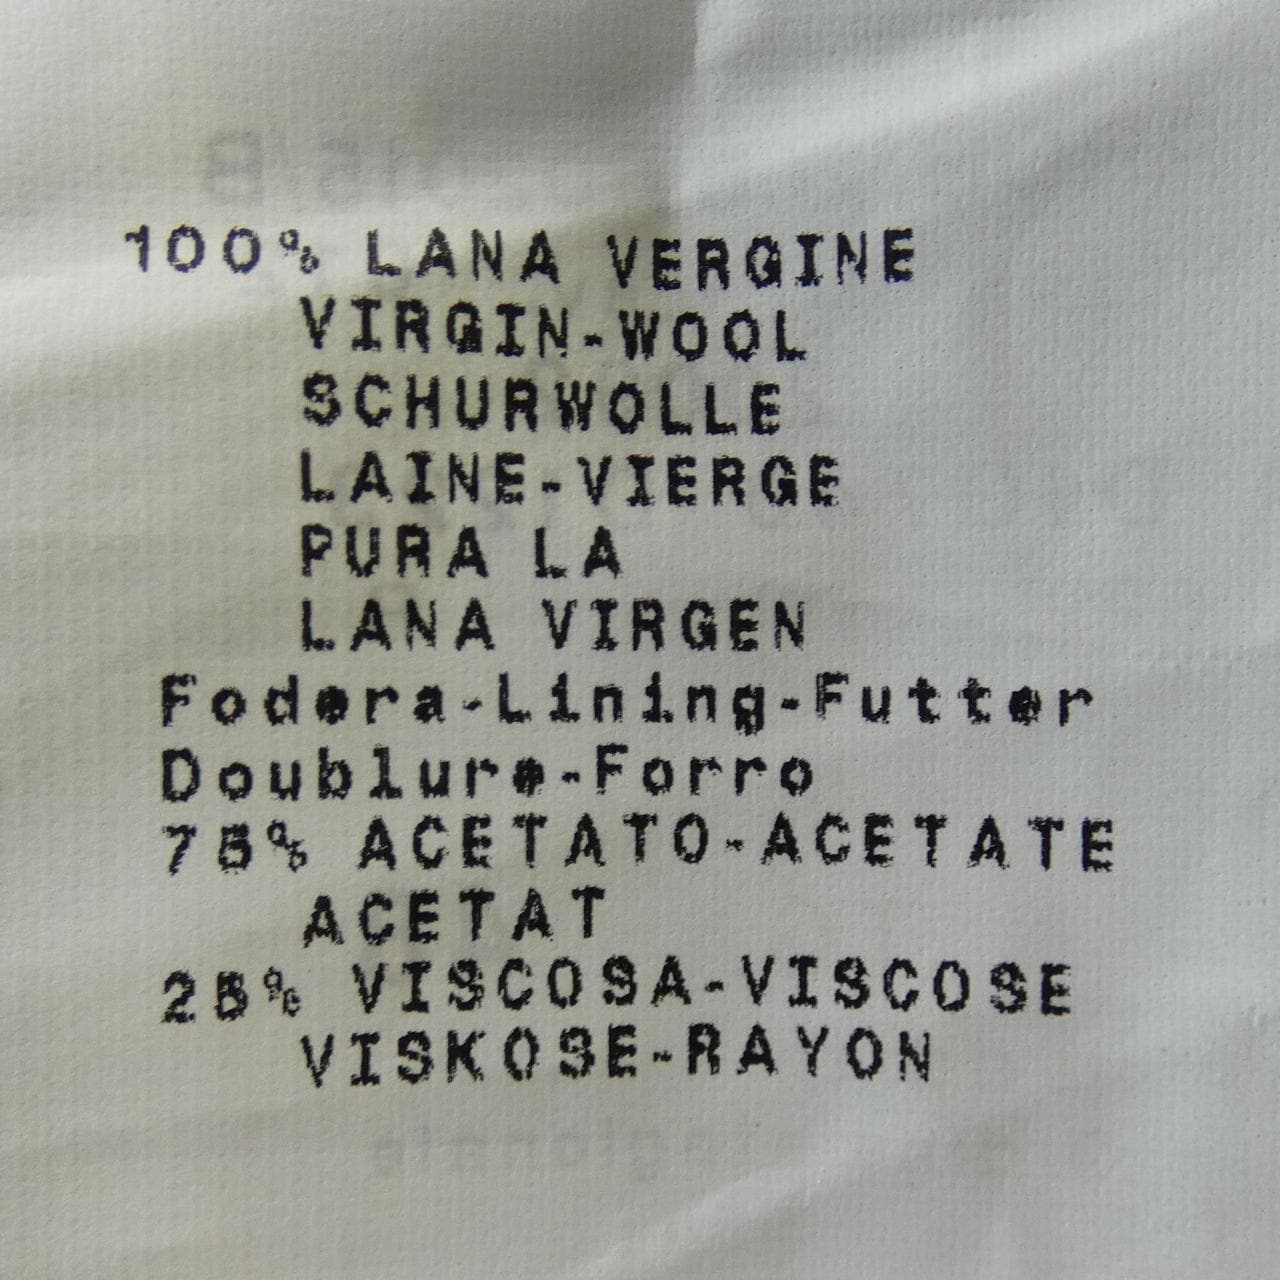 100% LANA VERGINE
VIRGIN-WOOL
SCHURWOLLE
LAINE-VIERGE
PURA LA
LANA VIRGEN
Fodera-Lining-Futter
Doublure-Forro
75% ACETATO-ACETATE
ACETAT
25% VISCOSA-VISCOSE
VISKOSE-RAYON